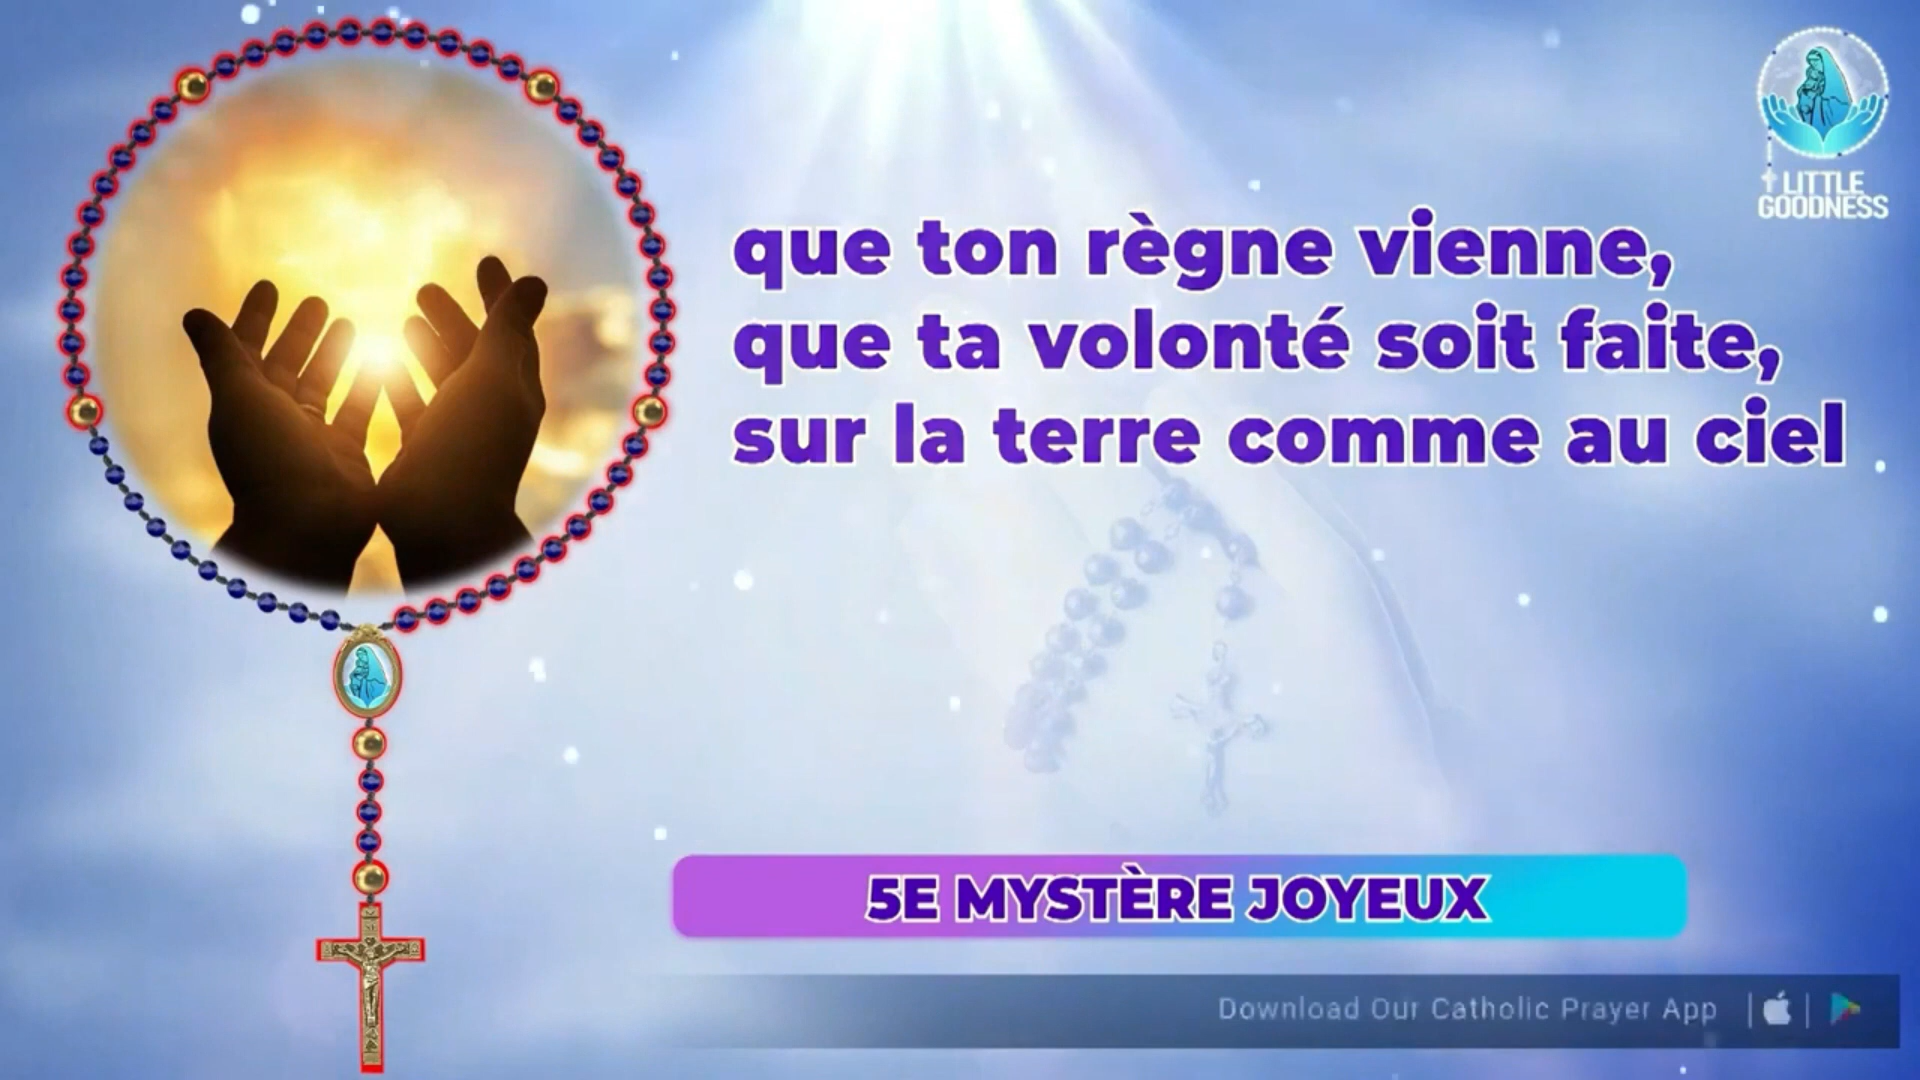 LITTLE
GOODNESS
que ton règne vienne,
que ta volonté soit faite,
sur la terre comme au ciel
5E MYSTÈRE JOYEUX
Download Our Catholic Prayer App